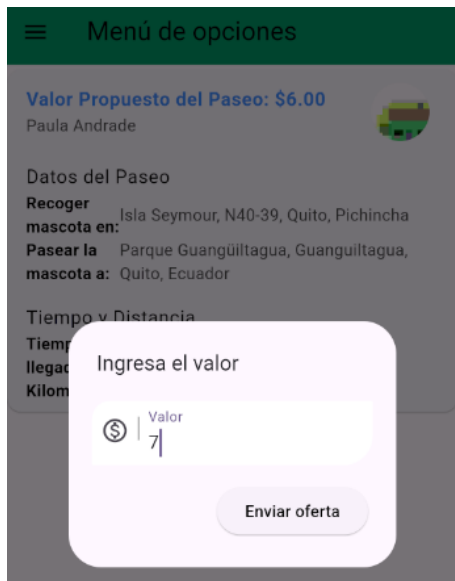 Menú de opciones
Valor Propuesto del Paseo: $6.00
Paula Andrade
Datos del Paseo
Recoger
mascota en: Isla Seymour, N40-39, Quito, Pichincha
Pasear la Parque Guangüiltagua, Guanguiltagua,
mascota a: Quito, Ecuador
Tiempo y Distancia
Ingresa el valor
Valor
7
Enviar oferta